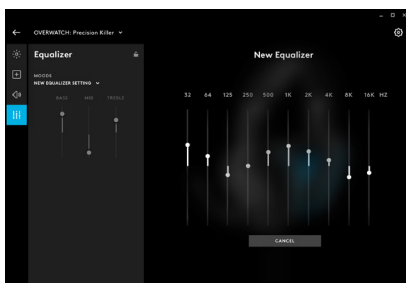 OVERWATCH: Precision Killer
Equalizer
New Equalizer
MOODS
NEW EQUALIZER SETTING
BASS MID TREBLE
32 64 125 250 500 1K 2K 4K 8K 16K HZ
CANCEL